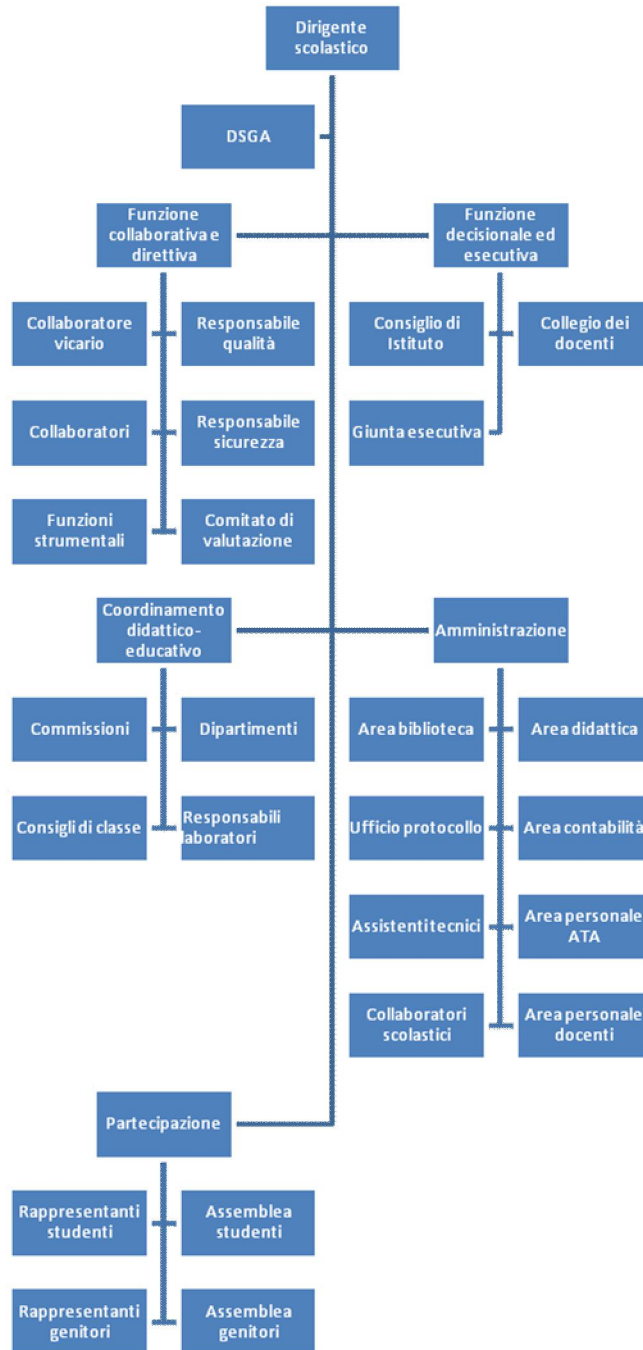 Dirigente
scolastico
DSGA
Funzione
collaborativa e
direttiva
Funzione
decisionale ed
esecutiva
Collaboratore
vicario
Responsabile
qualità
Consiglio di
Istituto
Collegio dei
docenti
Collaboratori
Responsabile
sicurezza
Giunta esecutiva
Funzioni
strumentali
Comitato di
valutazione
Coordinamento
didattico-
educativo
Amministrazione
Commissioni
Dipartimenti
Area biblioteca
Area didattica
Consigli di classe
Responsabili
laboratori
Ufficio protocollo
Area contabilità
Assistenti tecnici
Area personale
ATA
Collaboratori
scolastici
Area personale
docenti
Partecipazione
Rappresentanti
studenti
Assemblea
studenti
Rappresentanti
genitori
Assemblea
genitori